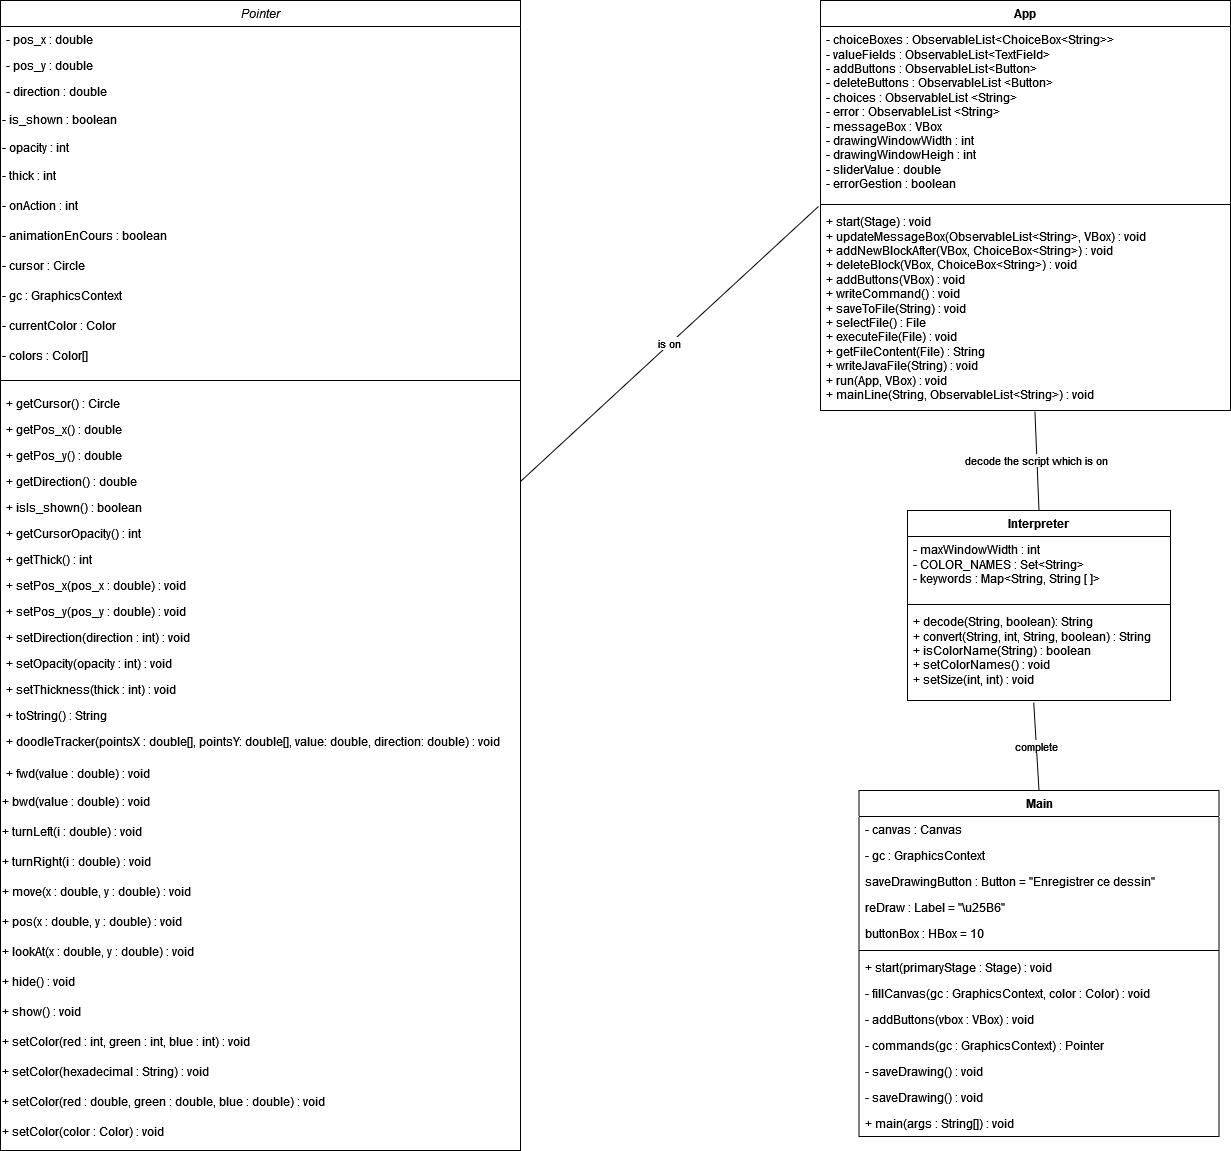 Pointer
- pos_x : double
- pos_y : double
- direction : double
- is_shown : boolean
- opacity : int
- thick : int
- onAction : int
- animationEnCours : boolean
- cursor : Circle
- gc : GraphicsContext
- currentColor : Color
- colors : Color[]
+ getCursor() : Circle
+ getPos_x() : double
+ getPos_y() : double
+ getDirection() : double
+ isIs_shown() : boolean
+ getCursorOpacity() : int
+ getThick() : int
+ setPos_x(pos_x : double) : void
+ setPos_y(pos_y : double) : void
+ setDirection(direction : int) : void
+ setOpacity(opacity : int) : void
+ setThickness(thick : int) : void
+ toString() : String
+ doodleTracker(pointsX : double[], pointsY: double[], value: double, direction: double) : void
+ fwd(value : double) : void
+ bwd(value : double) : void
+ turnLeft(i : double) : void
+ turnRight(i : double) : void
+ move(x : double, y : double) : void
+ pos(x : double, y : double) : void
+ lookAt(x : double, y : double) : void
+ hide() : void
+ show() : void
+ setColor(red : int, green : int, blue : int) : void
+ setColor(hexadecimal : String) : void
+ setColor(red : double, green : double, blue : double) : void
+ setColor(color : Color) : void
is on
App
- choiceBoxes : ObservableList<ChoiceBox<String>>
- valueFields : ObservableList<TextField>
- addButtons : ObservableList<Button>
- deleteButtons : ObservableList <Button>
- choices : ObservableList <String>
- error : ObservableList <String>
- messageBox : VBox
- drawingWindowWidth : int
- drawingWindowHeigh : int
- sliderValue : double
- errorGestion : boolean
+ start(Stage) : void
+ updateMessageBox(ObservableList<String>, VBox) : void
+ addNewBlockAfter(VBox, ChoiceBox<String>) : void
+ deleteBlock(VBox, ChoiceBox<String>) : void
+ addButtons(VBox) : void
+ writeCommand() : void
+ saveToFile(String) : void
+ selectFile() : File
+ executeFile(File) : void
+ getFileContent(File) : String
+ writeJavaFile(String) : void
+ run(App, VBox) : void
+ mainLine(String, ObservableList<String>) : void
decode the script which is on
Interpreter
- maxWindowWidth : int
- COLOR_NAMES : Set<String>
- keywords : Map<String, String [ ]>
+ decode(String, boolean): String
+ convert(String, int, String, boolean) : String
+ isColorName(String) : boolean
+ setColorNames() : void
+ setSize(int, int) : void
complete
Main
- canvas : Canvas
- gc : GraphicsContext
saveDrawingButton : Button = "Enregistrer ce dessin"
reDraw : Label = "\u25B6"
buttonBox : HBox = 10
+ start(primaryStage : Stage) : void
- fillCanvas(gc : GraphicsContext, color : Color) : void
- addButtons(vbox : VBox) : void
- commands(gc : GraphicsContext) : Pointer
- saveDrawing() : void
- saveDrawing() : void
+ main(args : String[]) : void